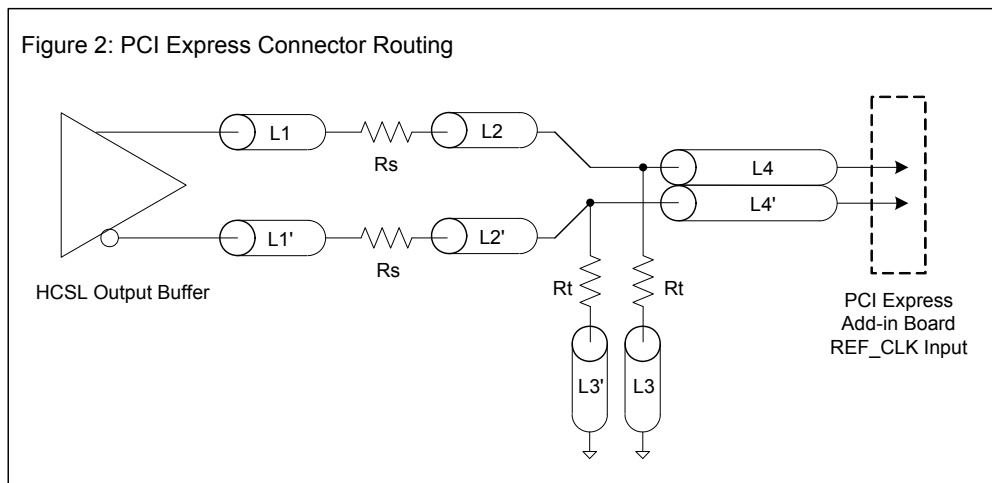 Figure 2: PCI Express Connector Routing
L1
Rs
L2
L4
L4'
L1'
Rs
L2'
HCSL Output Buffer
Rt
Rt
L3'
L3
PCI Express
Add-in Board
REF_CLK Input